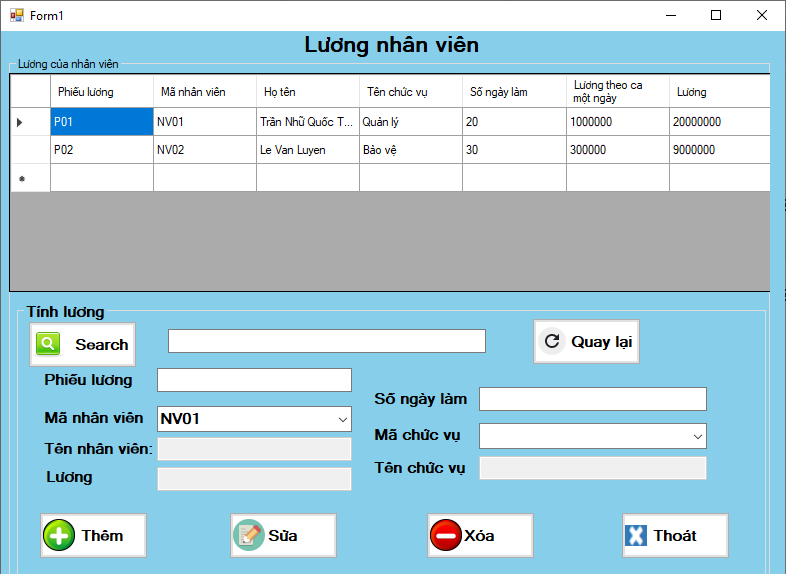 Form1
Lương nhân viên
Lương của nhân viên
Phiếu lương Mã nhân viên Họ tên Tên chức vụ Số ngày làm Lương theo ca một ngày Lương
P01 NV01 Trần Nhữ Quốc T... Quản lý 20 1000000 20000000
P02 NV02 Le Van Luyen Bảo vệ 30 300000 9000000
Tính lương
Search Quay lại
Phiếu lương
Số ngày làm
Mã nhân viên NV01
Mã chức vụ
Tên nhân viên:
Tên chức vụ
Lương
Thêm Sửa Xóa Thoát